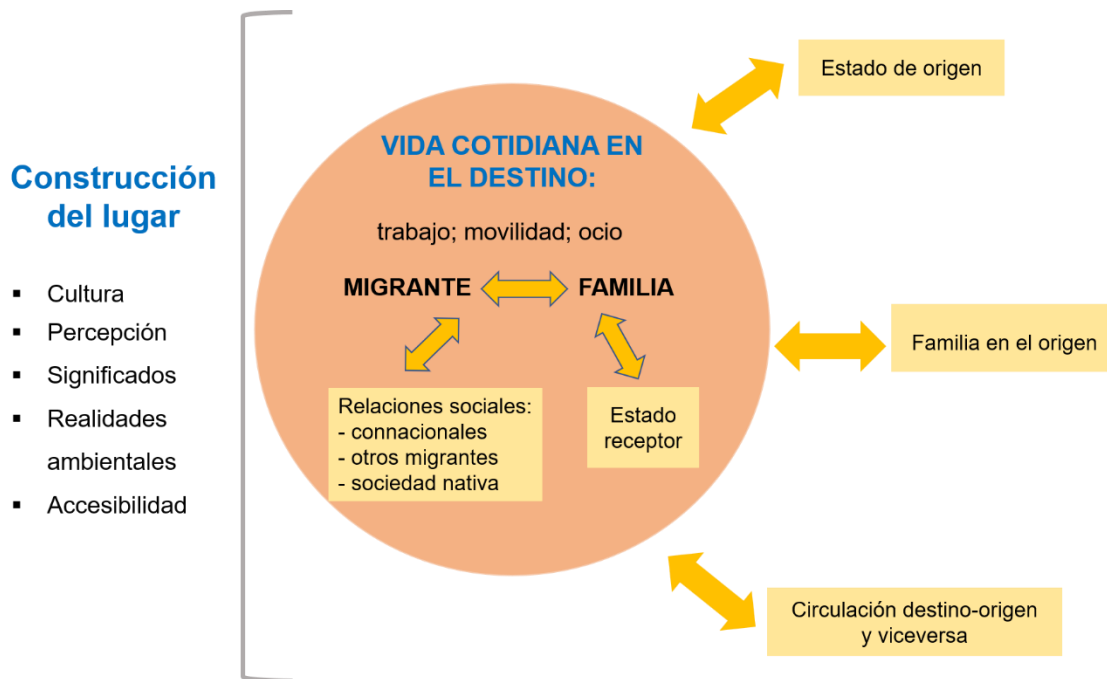 Construcción
del lugar
▪ Cultura
▪ Percepción
▪ Significados
▪ Realidades
ambientales
▪ Accesibilidad
VIDA COTIDIANA EN
EL DESTINO:
trabajo; movilidad; ocio
MIGRANTE
FAMILIA
Relaciones sociales:
- connacionales
- otros migrantes
- sociedad nativa
Estado
receptor
Estado de origen
Familia en el origen
Circulación destino-origen
y viceversa